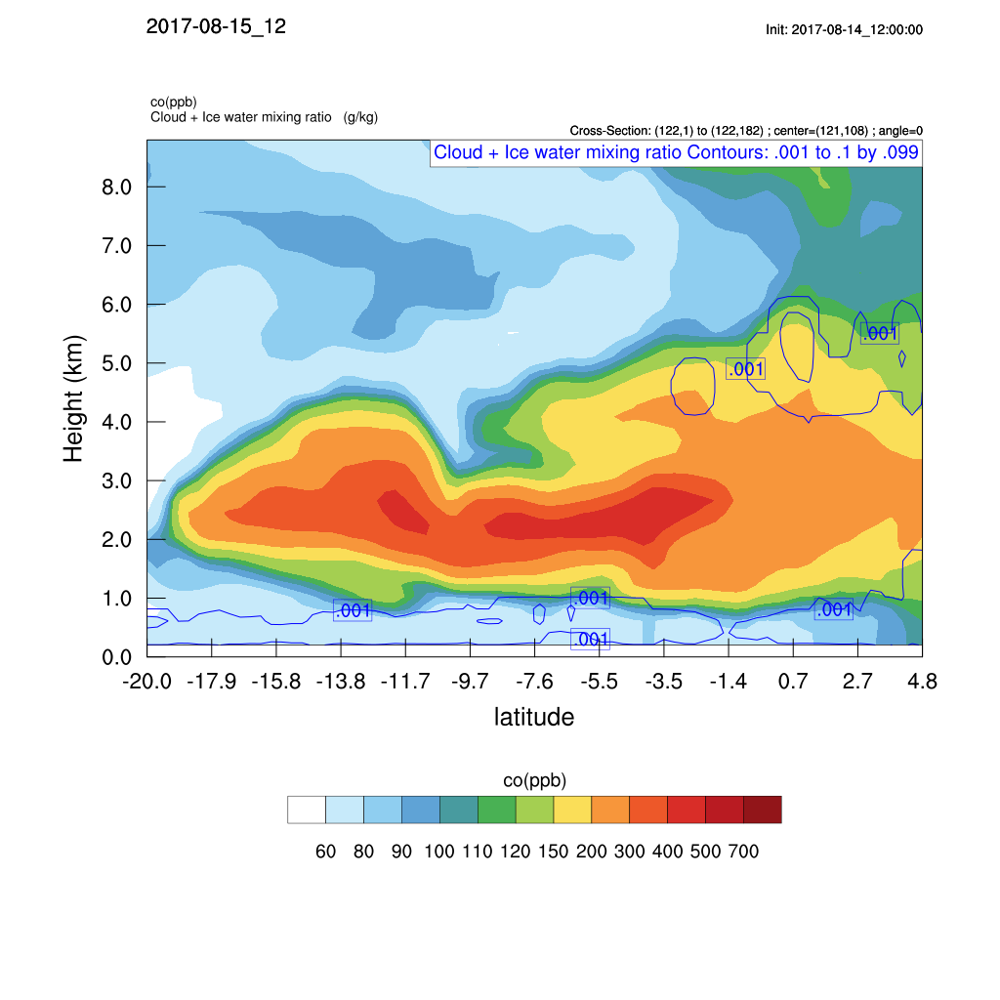 2017-08-15_12
Init: 2017-08-14_12:00:00
co(ppb)
Cloud + Ice water mixing ratio (g/kg)
Cross-Section: (122,1) to (122,182) ; center=(121,108) ; angle=0
Cloud + Ice water mixing ratio Contours: .001 to .1 by .099
8.0
7.0
6.0
.001
5.0
.001
4.0
3.0
2.0
1.0
.001
.001
.001
.001
0.0
Height (km)
-20.0 -17.9 -15.8 -13.8 -11.7 -9.7 -7.6 -5.5 -3.5 -1.4 0.7 2.7 4.8
latitude
co(ppb)
60 80 90 100 110 120 150 200 300 400 500 700